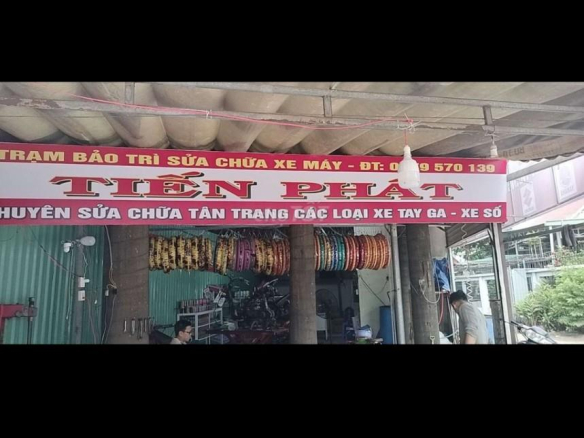 TRẠM BẢO TRÌ SỬA CHỮA XE MÁY - ĐT: 9 570 139
TIẾN PHÁT
HUYÊN SỬA CHỮA TÂN TRANG CÁC LOẠI XE TAY GA - XE SỐ